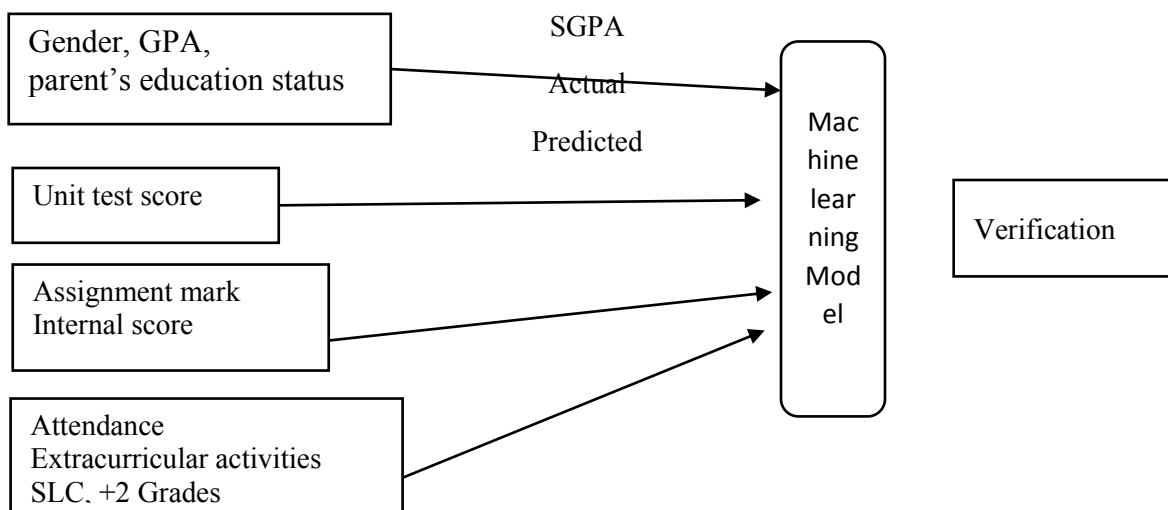 Gender, GPA,
parent’s education status
SGPA
Actual
Predicted
Unit test score
Assignment mark
Internal score
Attendance
Extracurricular activities
SLC, +2 Grades
Mac
hine
lear
ning
Mod
el
Verification